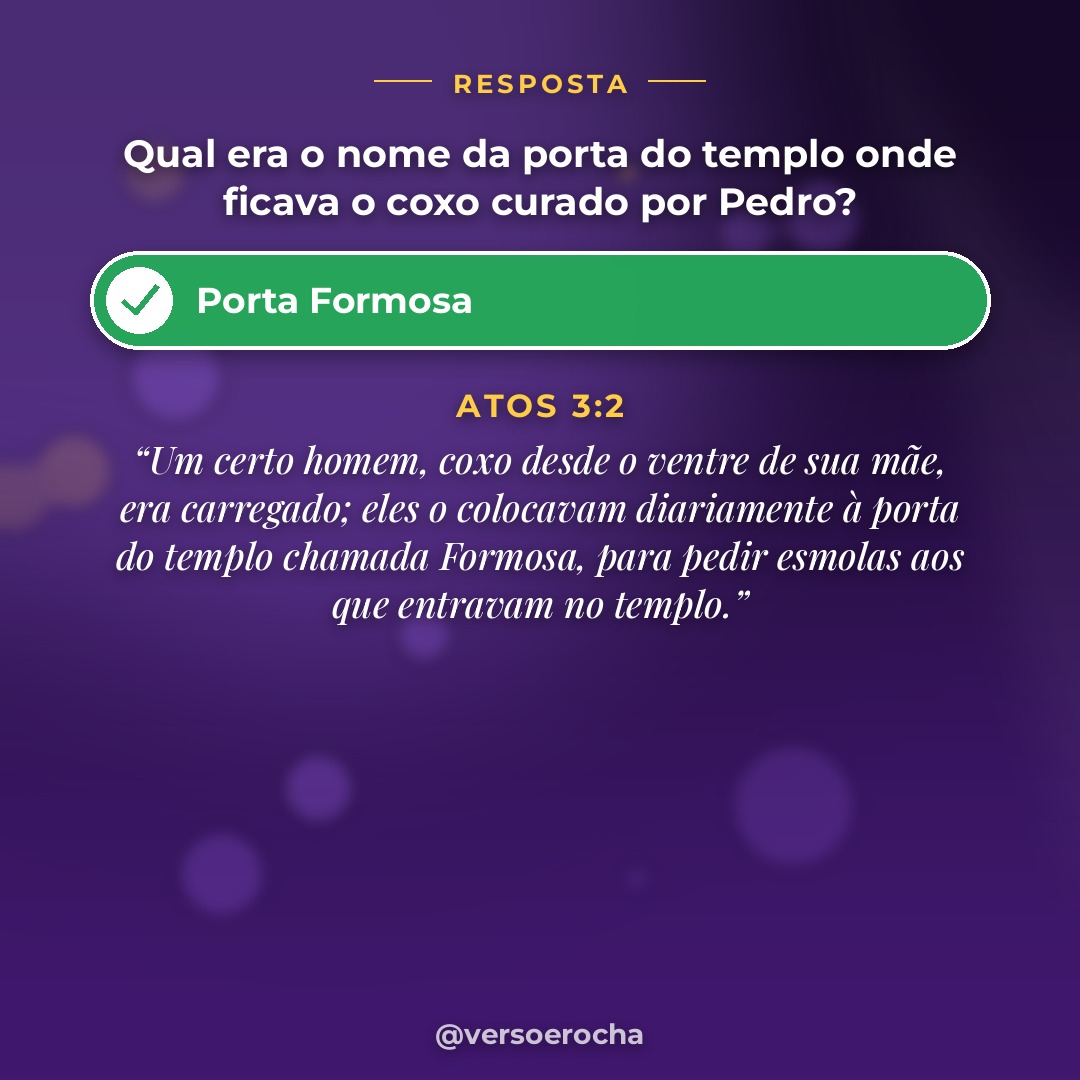 RESPOSTA
Qual era o nome da porta do templo onde
ficava o coxo curado por Pedro?
Porta Formosa
ATOS 3:2
“Um certo homem, coxo desde o ventre de sua mãe,
era carregado; eles o colocavam diariamente à porta
do templo chamada Formosa, para pedir esmolas aos
que entravam no templo.”
@versoerocha